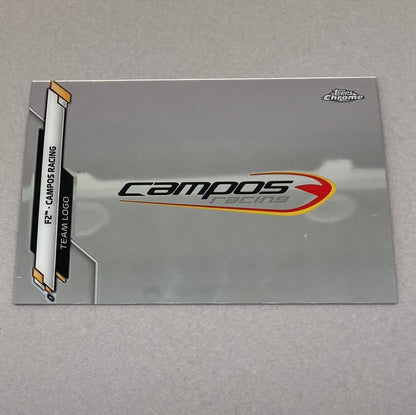 Topps
Chrome
F2™ · CAMPOS RACING
TEAM LOGO
campos
racing